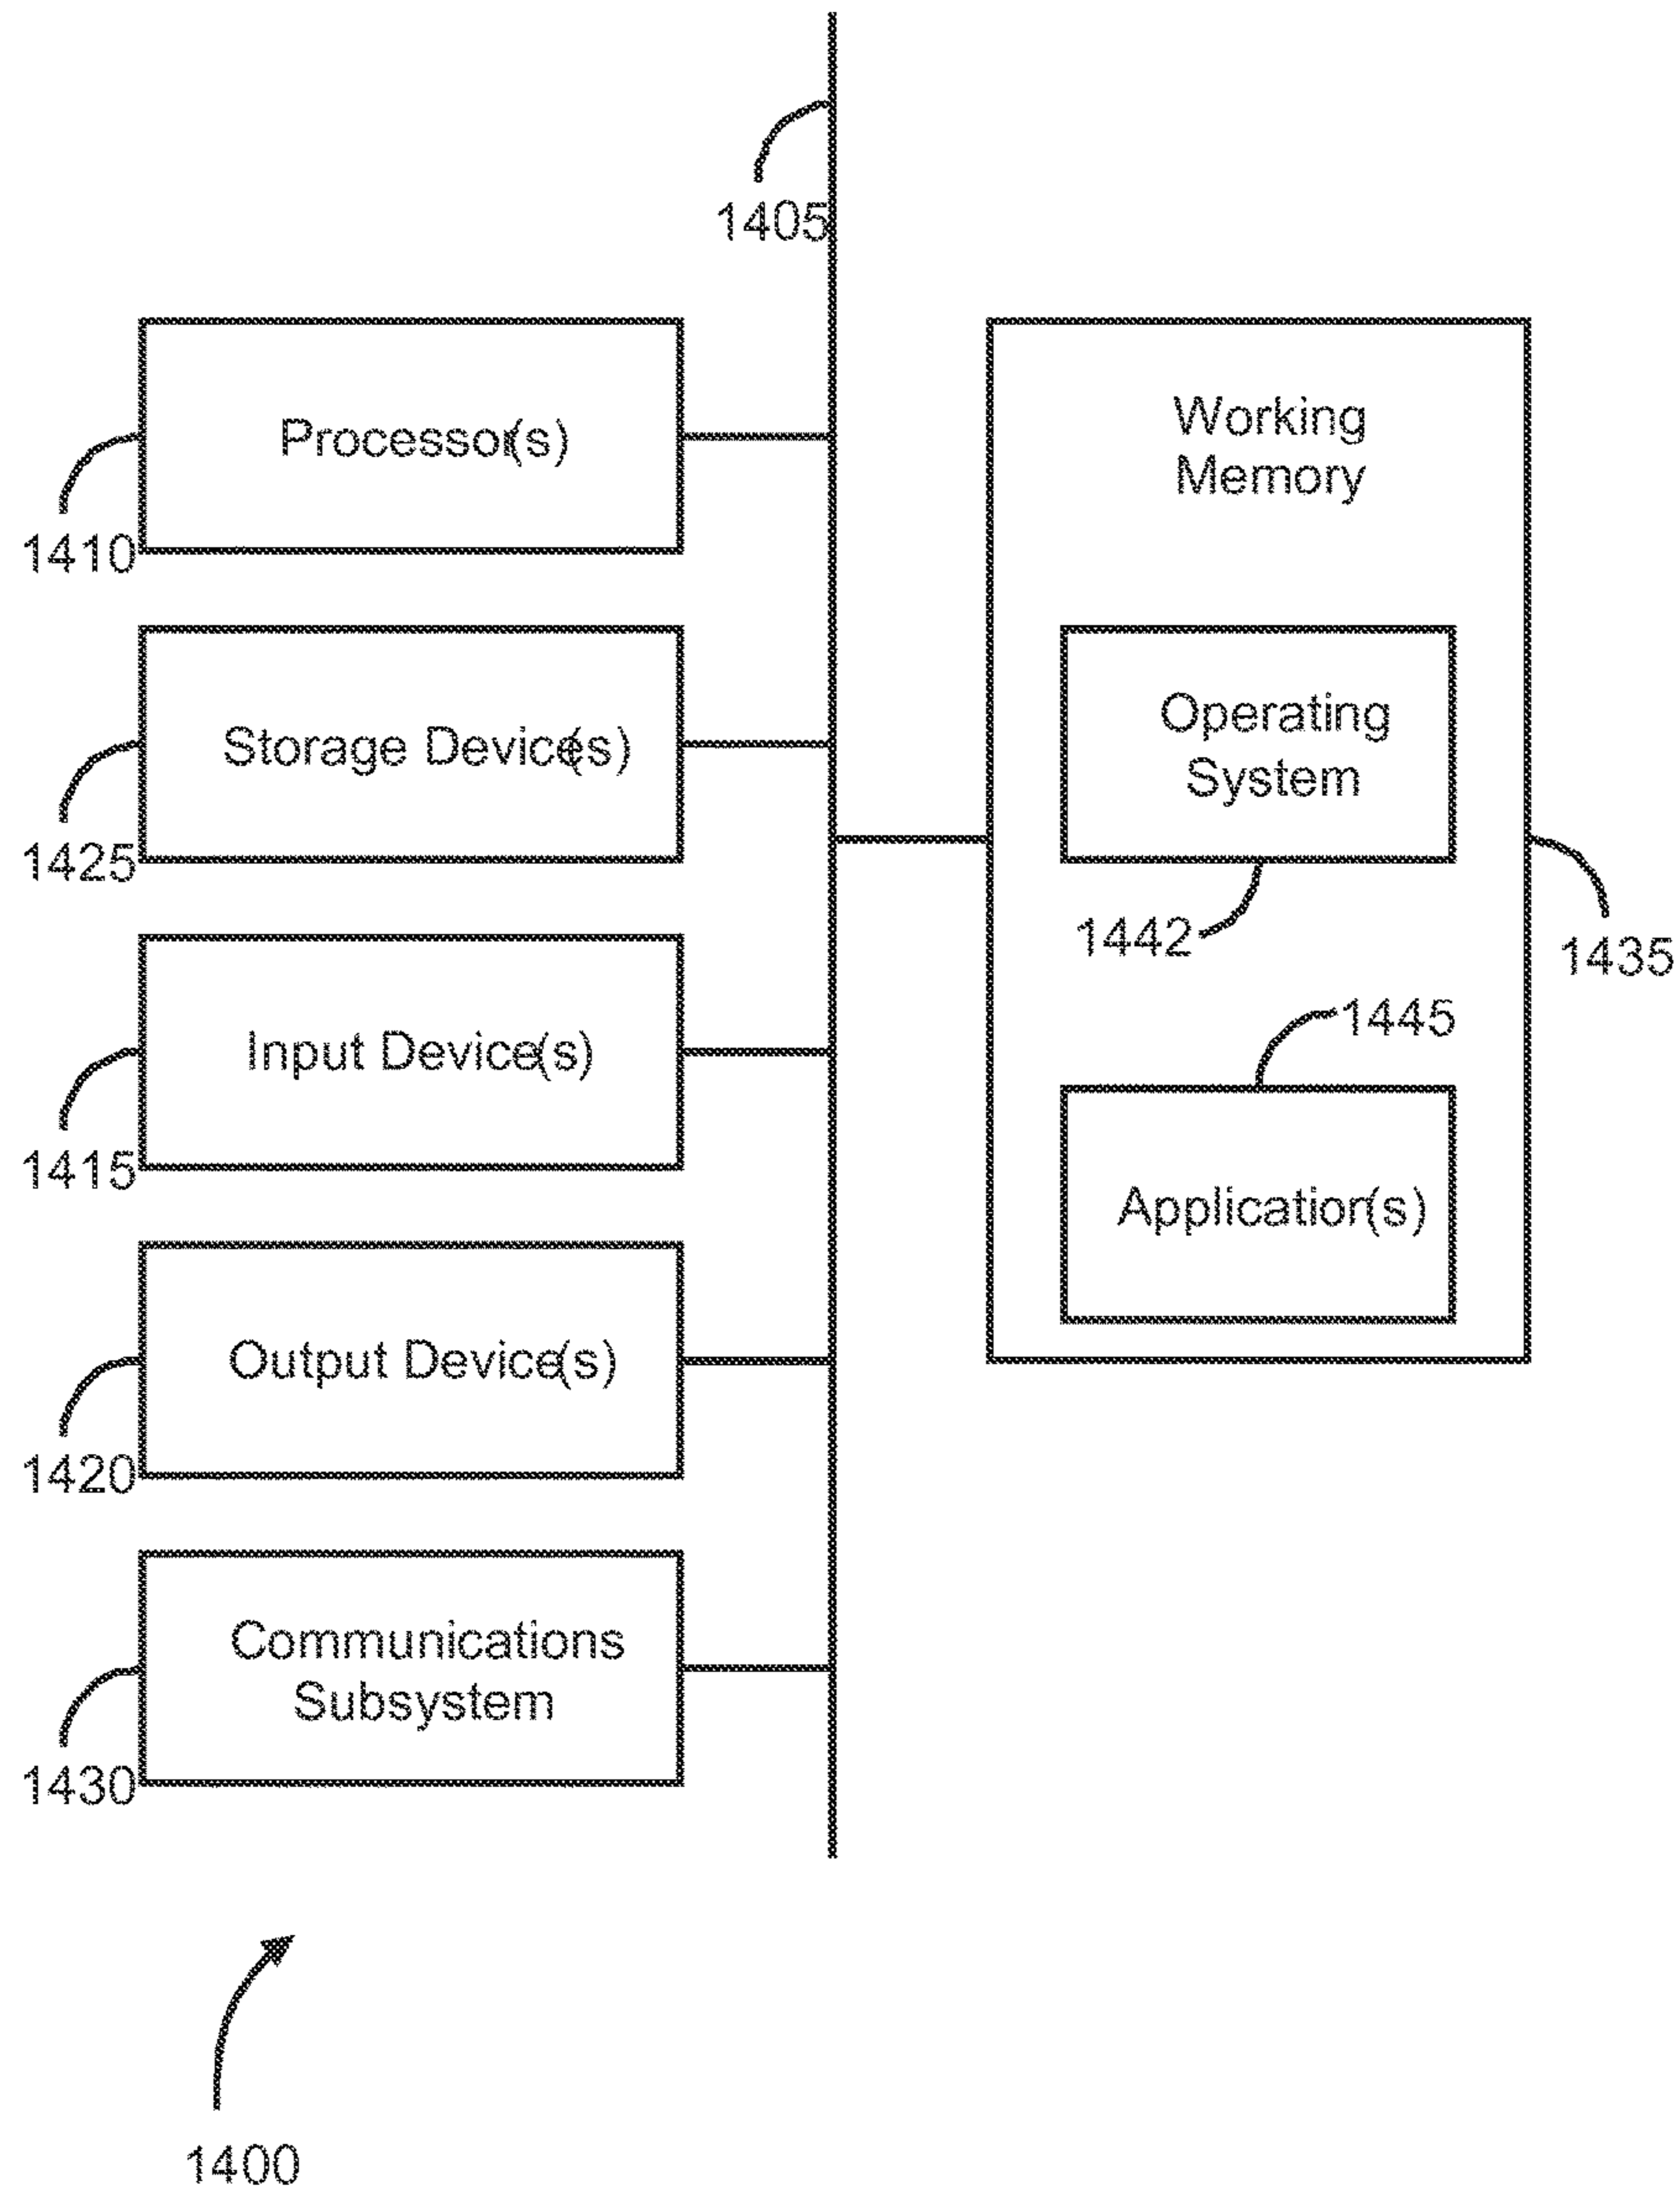 1405
Processor(s)
1410
Storage Device(s)
1425
Input Device(s)
1415
Output Device(s)
1420
Communications
Subsystem
1430
Working
Memory
Operating
System
1442
1435
1445
Application(s)
1400